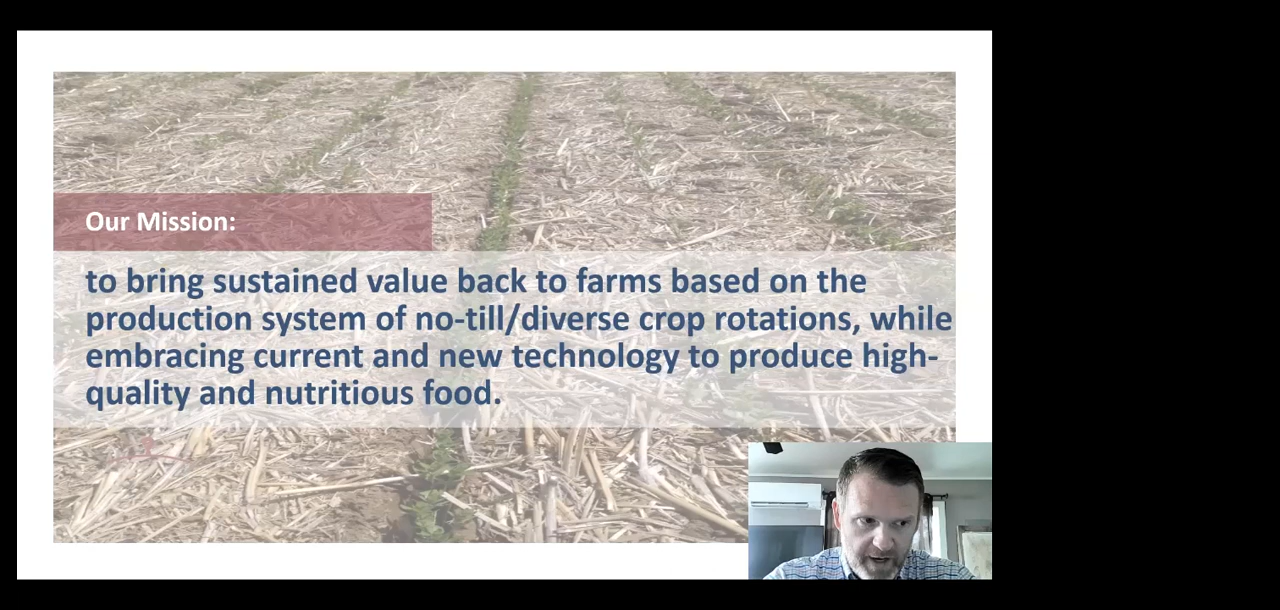 Our Mission:
to bring sustained value back to farms based on the
production system of no-till/diverse crop rotations, while
embracing current and new technology to produce high-
quality and nutritious food.